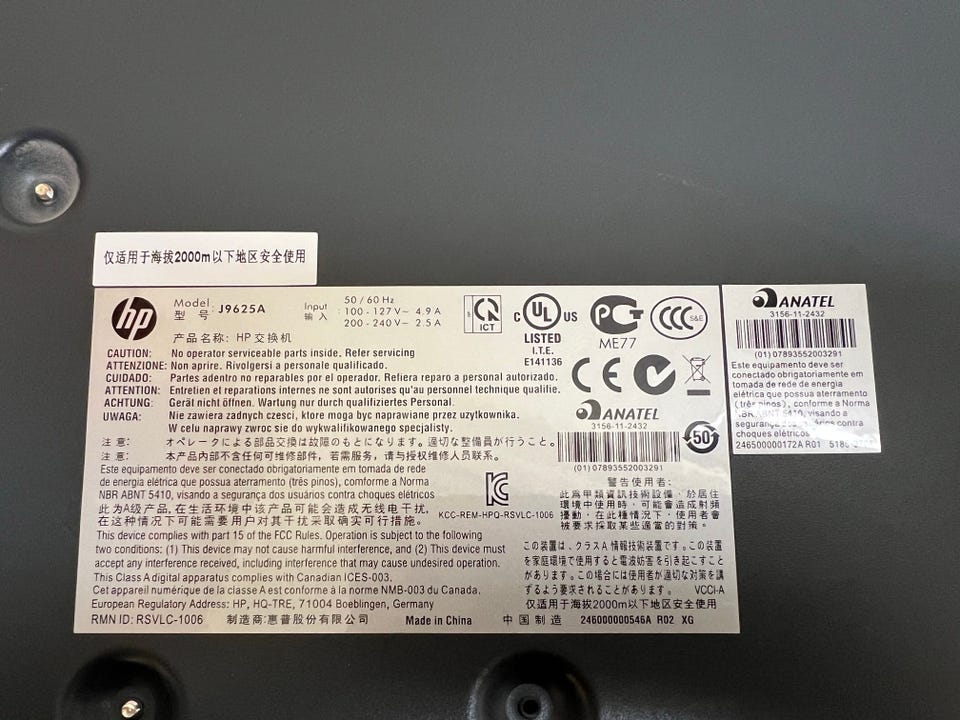 仅适用于海拔2000m以下地区安全使用
hp
Model J9625A
型 号
Input 50/60 Hz
输 入 100-127V~ 4.9A
200-240V~ 2.5A
产品名称: HP 交换机
ICT
C UL US
LISTED
I.T.E.
E141136
ME77
CCC S&E
CAUTION: No operator serviceable parts inside. Refer servicing
ATTENZIONE: Non aprire. Rivolgersi a personale qualificato.
CUIDADO: Partes adentro no reparables por el operador. Refiera reparo a personal autorizado.
ATTENTION: Entretien et reparations internes ne sont autorises qu'au personnel technique qualifie.
ACHTUNG: Gerät nicht öffnen. Wartung nur durch qualifiziertes Personal.
UWAGA: Nie zawiera zadnych czesci, ktore moga byc naprawiane przez uzytkownika.
W celu naprawy zwroc sie do wykwalifikowanego specjalisty.
注意: オペレータによる部品交換は故障のもとになります。適切な整備員が行うこと。
注意: 本产品内部不含任何可维修部件, 若需服务, 请与授权维修人员联系。
Este equipamento deve ser conectado obrigatoriamente em tomada de rede
de energia elétrica que possua aterramento (três pinos), conforme a Norma
NBR ABNT 5410, visando a segurança dos usuários contra choques elétricos
此为A级产品, 在生活环境中该产品可能会造成无线电干扰,
在这种情况下可能需要用户对其干扰采取确实可行措施。
This device complies with part 15 of the FCC Rules. Operation is subject to the following
two conditions: (1) This device may not cause harmful interference, and (2) This device must
accept any interference received, including interference that may cause undesired operation.
This Class A digital apparatus complies with Canadian ICES-003.
Cet appareil numérique de la classe A est conforme à la norme NMB-003 du Canada.
European Regulatory Address: HP, HQ-TRE, 71004 Boeblingen, Germany
RMN ID: RSVLC-1006 制造商:惠普股份有限公司 Made in China 中国制造 246000000546A R02 XG
CE
ANATEL
3156-11-2432
(01) 07893552003291
50
KCC-REM-HPQ-RSVLC-1006
警告使用者:
此為甲類資訊技術設備, 於居住
環境中使用時, 可能會造成射頻
擾動, 在此種情況下, 使用者會
被要求採取某些適當的對策。
この装置は、クラスA情報技術装置です。この装置
を家庭環境で使用すると電波妨害を引き起こすこと
があります。この場合には使用者が適切な対策を講
ずるよう要求されることがあります。 VCCI-A
仅适用于海拔2000m以下地区安全使用
ANATEL
3156-11-2432
(01) 07893552003291
Este equipamento deve ser
conectado obrigatoriamente em
tomada de rede de energia
elétrica que possua aterramento
(três pinos), conforme a Norma
NBR ABNT 5410, visando a
segurança dos usuários contra
choques elétricos
246500000172A R01